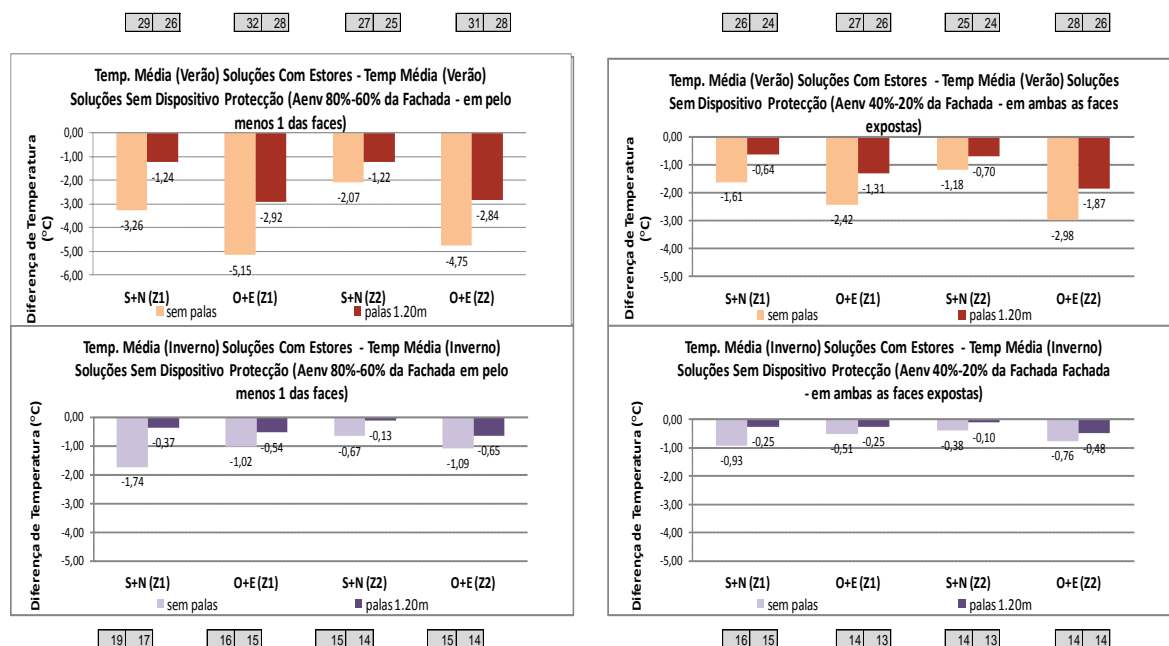 29 26 32 28 27 25 31 28
26 24 27 26 25 24 28 26
Temp. Média (Verão) Soluções Com Estores - Temp Média (Verão)
Soluções Sem Dispositivo Protecção (Aenv 80%-60% da Fachada - em pelo
menos 1 das faces)
Diferença de Temperatura
(°C)
0,00
-1,00
-2,00
-3,00
-4,00
-5,00
-6,00
-3,26
-1,24
-5,15
-2,92
-2,07
-1,22
-4,75
-2,84
S+N (Z1) O+E (Z1) S+N (Z2) O+E (Z2)
sem palas palas 1.20m
Temp. Média (Verão) Soluções Com Estores - Temp Média (Verão) Soluções
Sem Dispositivo Protecção (Aenv 40%-20% da Fachada - em ambas as faces
expostas)
Diferença de Temperatura
(°C)
0,00
-1,00
-2,00
-3,00
-4,00
-5,00
-1,61
-0,64
-2,42
-1,31
-1,18
-0,70
-2,98
-1,87
S+N (Z1) O+E (Z1) S+N (Z2) O+E (Z2)
sem palas palas 1.20m
Temp. Média (Inverno) Soluções Com Estores - Temp Média (Inverno)
Soluções Sem Dispositivo Protecção (Aenv 80%-60% da Fachada em pelo
menos 1 das faces)
Diferença de Temperatura (°C)
0,00
-1,00
-2,00
-3,00
-4,00
-5,00
-1,74
-0,37
-1,02
-0,54
-0,67
-0,13
-1,09
-0,65
S+N (Z1) O+E (Z1) S+N (Z2) O+E (Z2)
sem palas palas 1.20m
Temp. Média (Inverno) Soluções Com Estores - Temp Média (Inverno)
Soluções Sem Dispositivo Protecção (Aenv 40%-20% da Fachada Fachada
- em ambas as faces expostas)
Diferença de Temperatura (°C)
0,00
-1,00
-2,00
-3,00
-4,00
-5,00
-0,93
-0,25
-0,51
-0,25
-0,38
-0,10
-0,76
-0,48
S+N (Z1) O+E (Z1) S+N (Z2) O+E (Z2)
sem palas palas 1.20m
19 17 16 15 15 14 15 14
16 15 14 13 14 13 14 14